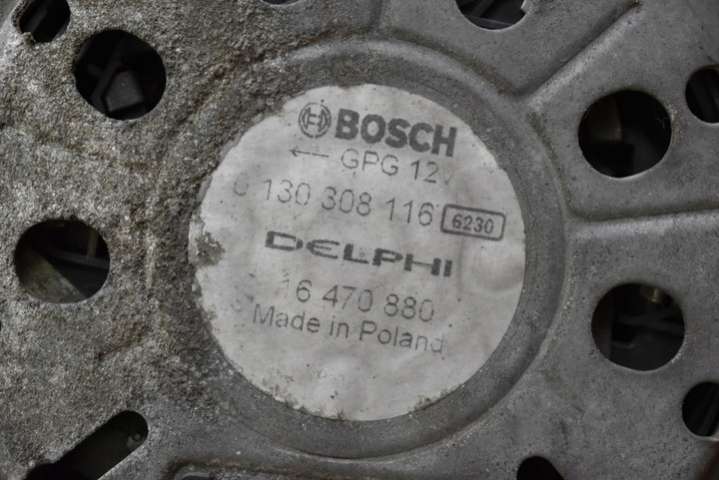 BOSCH
← GPG 12V
0 130 308 116 6230
DELPHI
16 470 880
Made in Poland